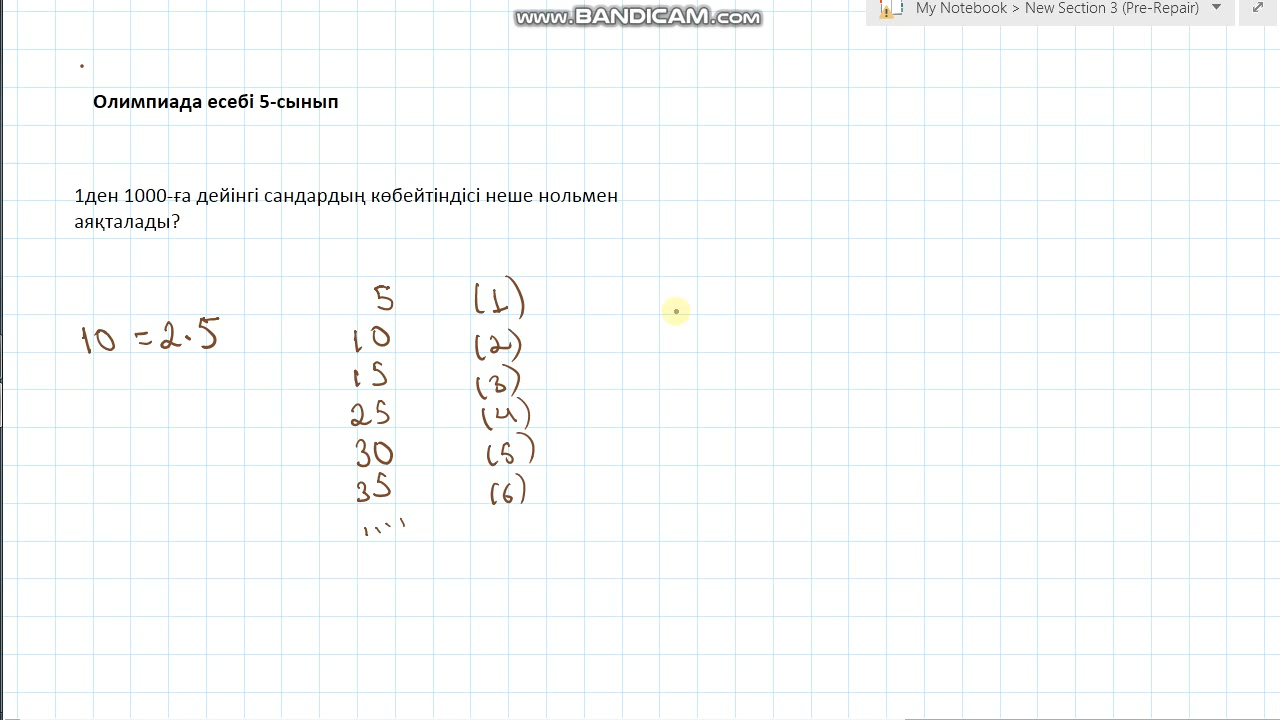 www.BANDICAM.com
My Notebook > New Section 3 (Pre-Repair)
Олимпиада есебі 5-сынып
1ден 1000-ға дейінгі сандардың көбейтіндісі неше нольмен
аяқталады?
5 (1)
10 = 2·5
10 (2)
15 (3)
25 (4)
30 (5)
35 (6)
....